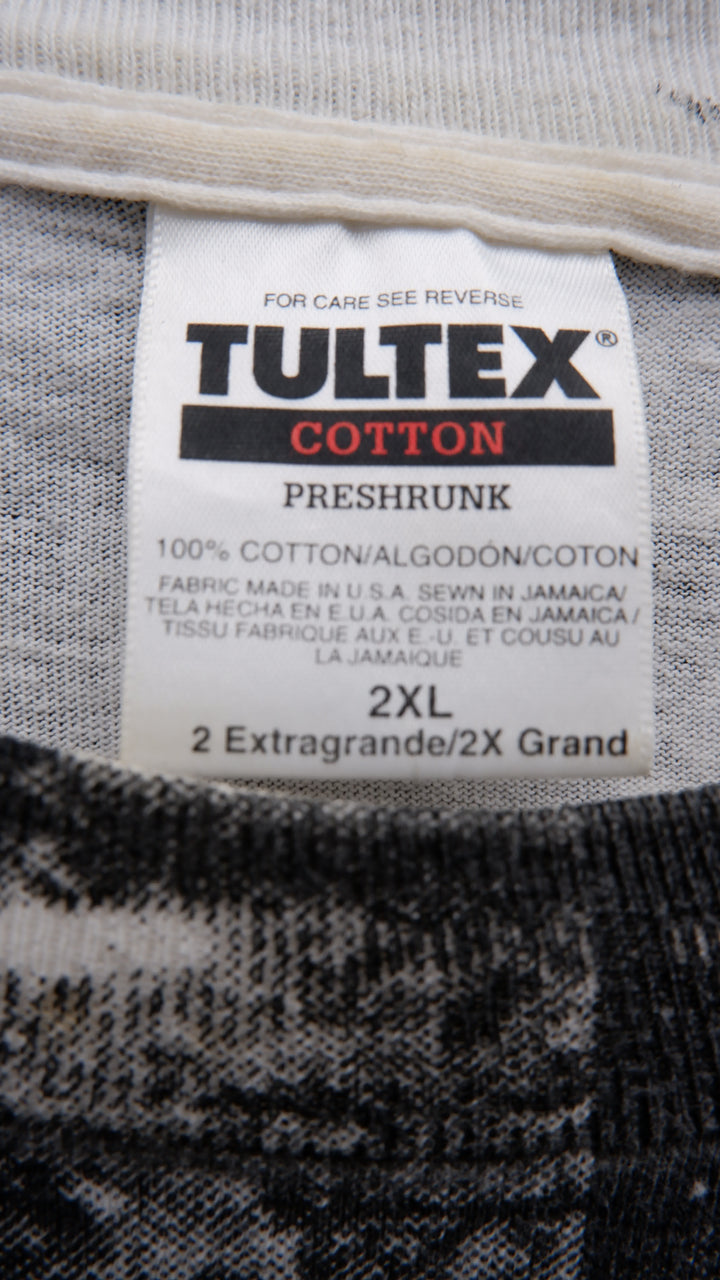 FOR CARE SEE REVERSE
TULTEX®
COTTON
PRESHRUNK
100% COTTON/ALGODÓN/COTON
FABRIC MADE IN U.S.A. SEWN IN JAMAICA/
TELA HECHA EN E.U.A. COSIDA EN JAMAICA/
TISSU FABRIQUE AUX E.-U. ET COUSU AU
LA JAMAIQUE
2XL
2 Extragrande/2X Grand